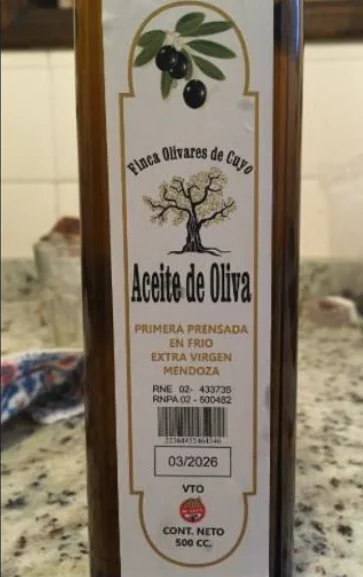 Finca Olivares de Cuyo
Aceite de Oliva
PRIMERA PRENSADA
EN FRIO
EXTRA VIRGEN
MENDOZA
RNE 02- 433735
RNPA 02 - 500482
03/2026
VTO
CONT. NETO
500 CC.